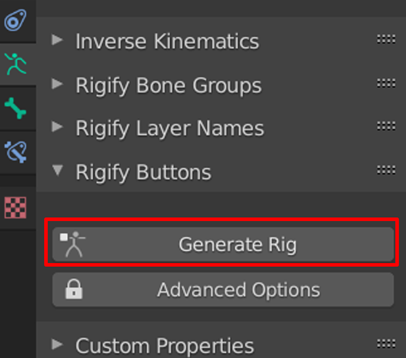 Inverse Kinematics
Rigify Bone Groups
Rigify Layer Names
Rigify Buttons
Generate Rig
Advanced Options
Custom Properties